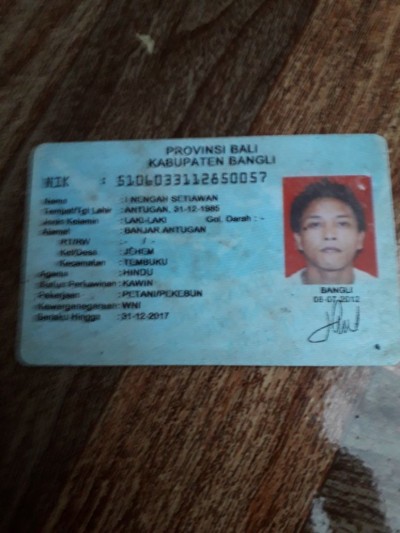 PROVINSI BALI
KABUPATEN BANGLI
NIK : 5106033112850057
Nama : I NENGAH SETIAWAN
Tempat/Tgl Lahir : ANTUGAN, 31-12-1985
Jenis Kelamin : LAKI-LAKI Gol. Darah : -
Alamat : BANJAR ANTUGAN
RT/RW : - / -
Kel/Desa : JEHEM
Kecamatan : TEMBUKU
Agama : HINDU
Status Perkawinan : KAWIN
Pekerjaan : PETANI/PEKEBUN
Kewarganegaraan : WNI
Berlaku Hingga : 31-12-2017
BANGLI
08-07-2012